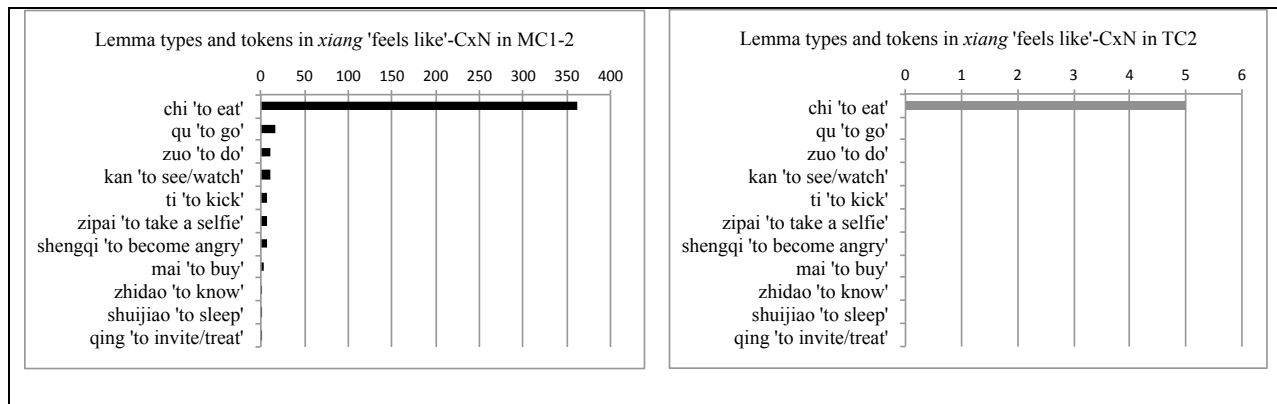 Lemma types and tokens in xiang 'feels like'-CxN in MC1-2
0 50 100 150 200 250 300 350 400
chi 'to eat'
qu 'to go'
zuo 'to do'
kan 'to see/watch'
ti 'to kick'
zipai 'to take a selfie'
shengqi 'to become angry'
mai 'to buy'
zhidao 'to know'
shuijiao 'to sleep'
qing 'to invite/treat'
Lemma types and tokens in xiang 'feels like'-CxN in TC2
0 1 2 3 4 5 6
chi 'to eat'
qu 'to go'
zuo 'to do'
kan 'to see/watch'
ti 'to kick'
zipai 'to take a selfie'
shengqi 'to become angry'
mai 'to buy'
zhidao 'to know'
shuijiao 'to sleep'
qing 'to invite/treat'